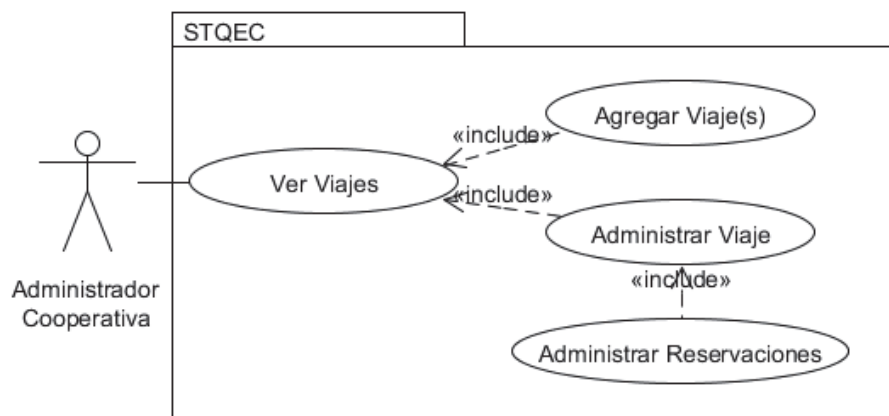 STQEC
Agregar Viaje(s)
«include»
Ver Viajes
«include»
Administrar Viaje
«include»
Administrador
Cooperativa
Administrar Reservaciones